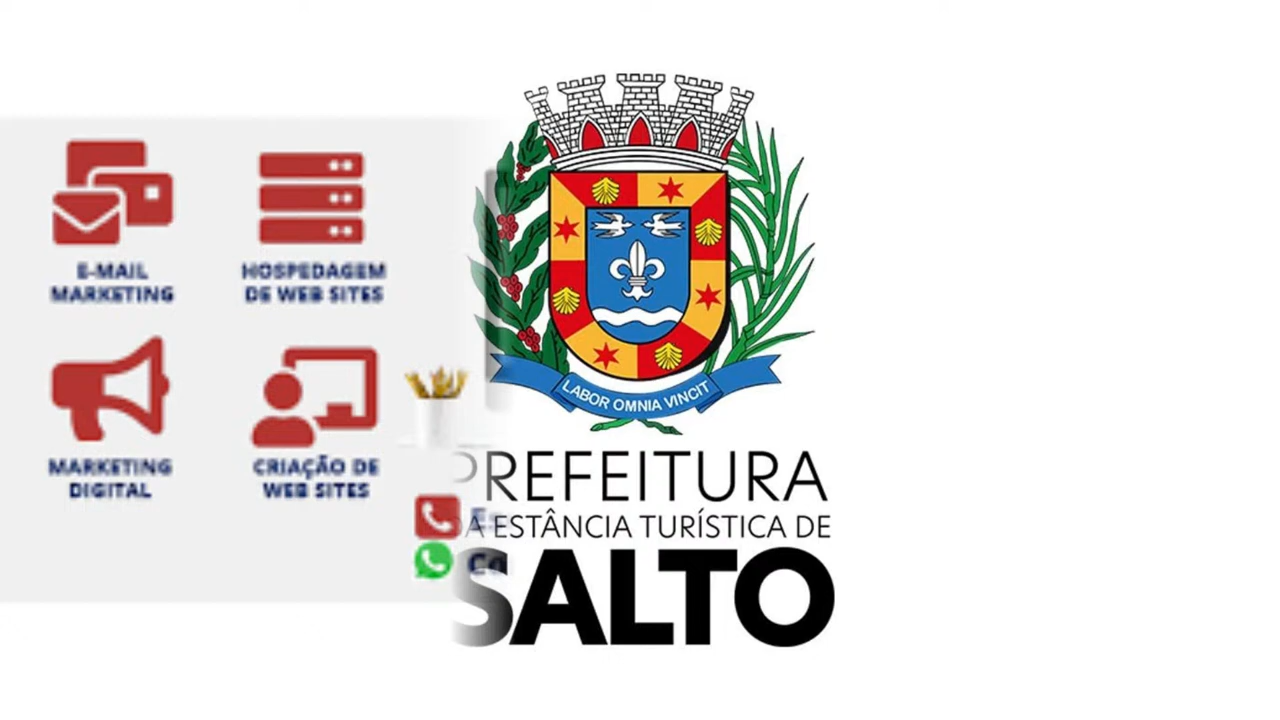 E-MAIL
MARKETING
HOSPEDAGEM
DE WEB SITES
MARKETING
DIGITAL
CRIAÇÃO DE
WEB SITES
LABOR OMNIA VINCIT
PREFEITURA
DA ESTÂNCIA TURÍSTICA DE
SALTO